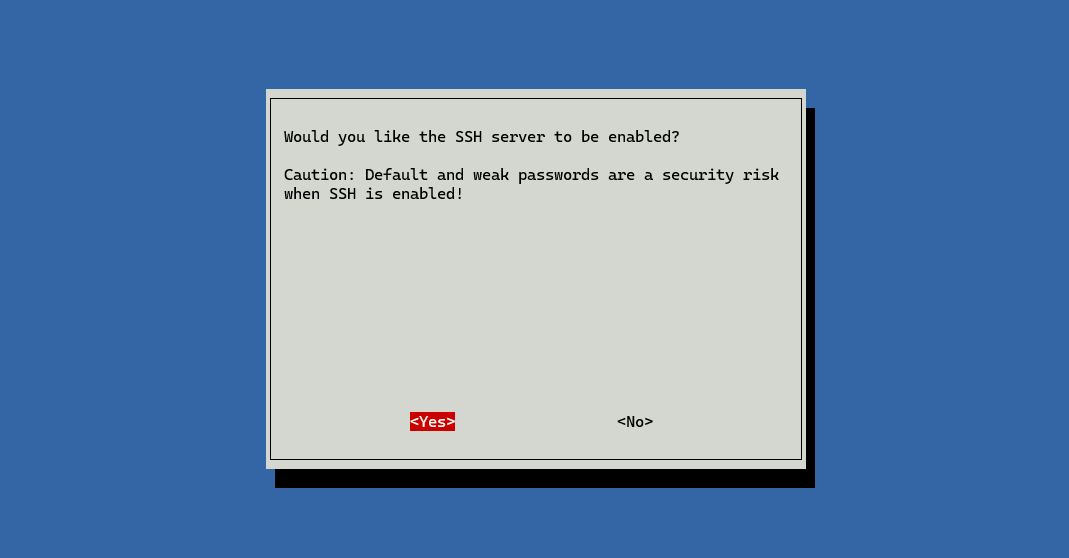 Would you like the SSH server to be enabled?
Caution: Default and weak passwords are a security risk
when SSH is enabled!
<Yes> <No>